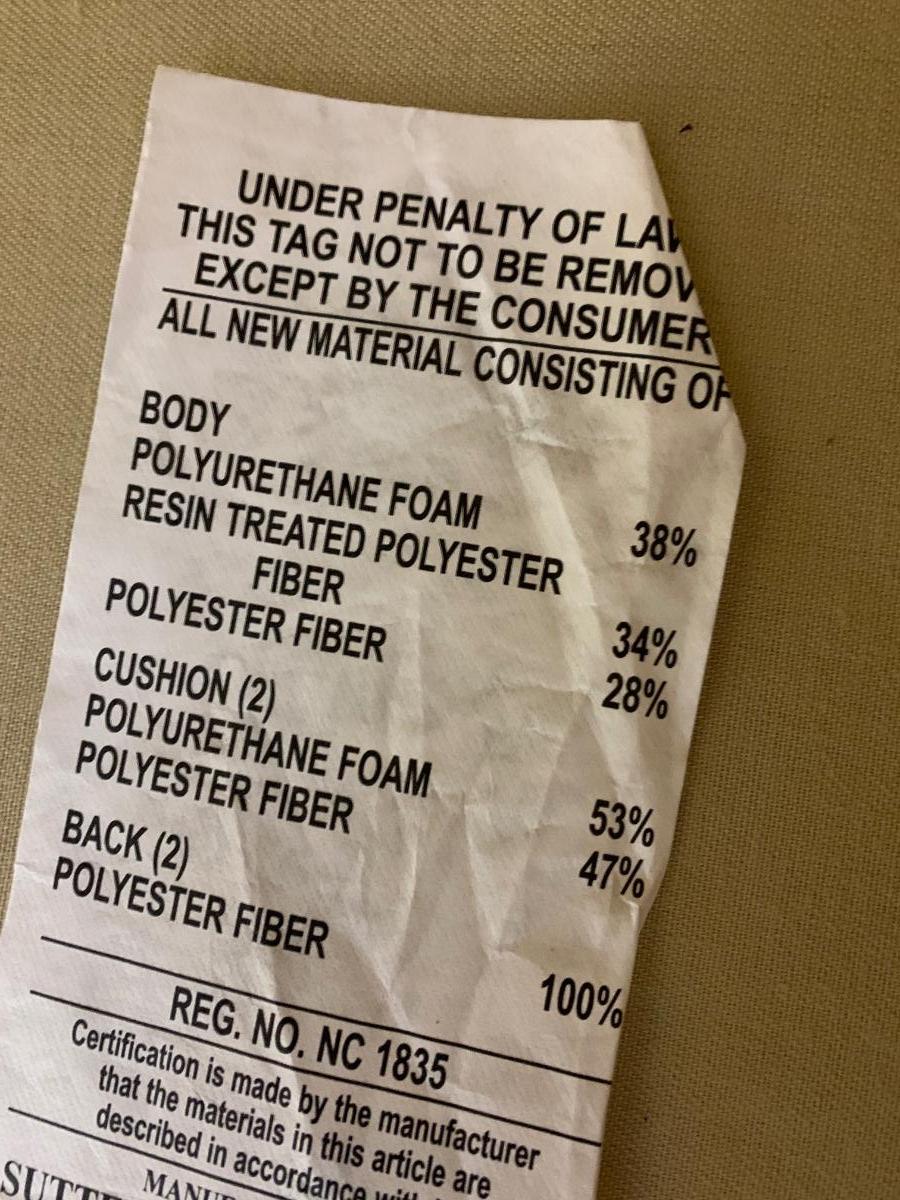 UNDER PENALTY OF LAW
THIS TAG NOT TO BE REMOV
EXCEPT BY THE CONSUMER
ALL NEW MATERIAL CONSISTING OF
BODY
POLYURETHANE FOAM 38%
RESIN TREATED POLYESTER
FIBER 34%
POLYESTER FIBER 28%
CUSHION (2)
POLYURETHANE FOAM 53%
POLYESTER FIBER 47%
BACK (2)
POLYESTER FIBER 100%
REG. NO. NC 1835
Certification is made by the manufacturer
that the materials in this article are
described in accordance with